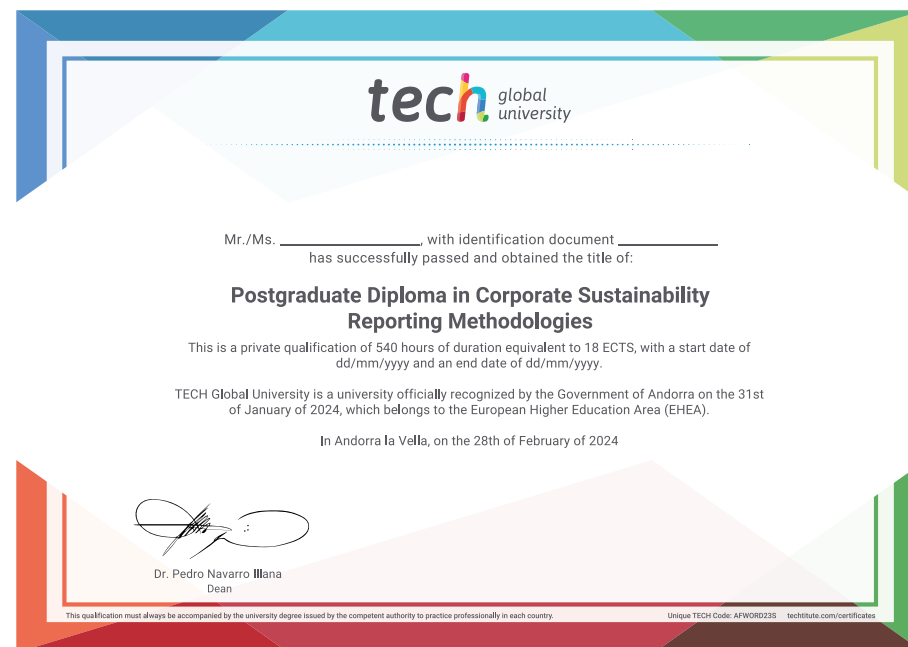 tech global university
Mr./Ms. ____________________, with identification document ______________
has successfully passed and obtained the title of:
Postgraduate Diploma in Corporate Sustainability
Reporting Methodologies
This is a private qualification of 540 hours of duration equivalent to 18 ECTS, with a start date of
dd/mm/yyyy and an end date of dd/mm/yyyy.
TECH Global University is a university officially recognized by the Government of Andorra on the 31st
of January of 2024, which belongs to the European Higher Education Area (EHEA).
In Andorra la Vella, on the 28th of February of 2024
Dr. Pedro Navarro Illana
Dean
This qualification must always be accompanied by the university degree issued by the competent authority to practice professionally in each country.
Unique TECH Code: AFWORD23S techtitute.com/certificates